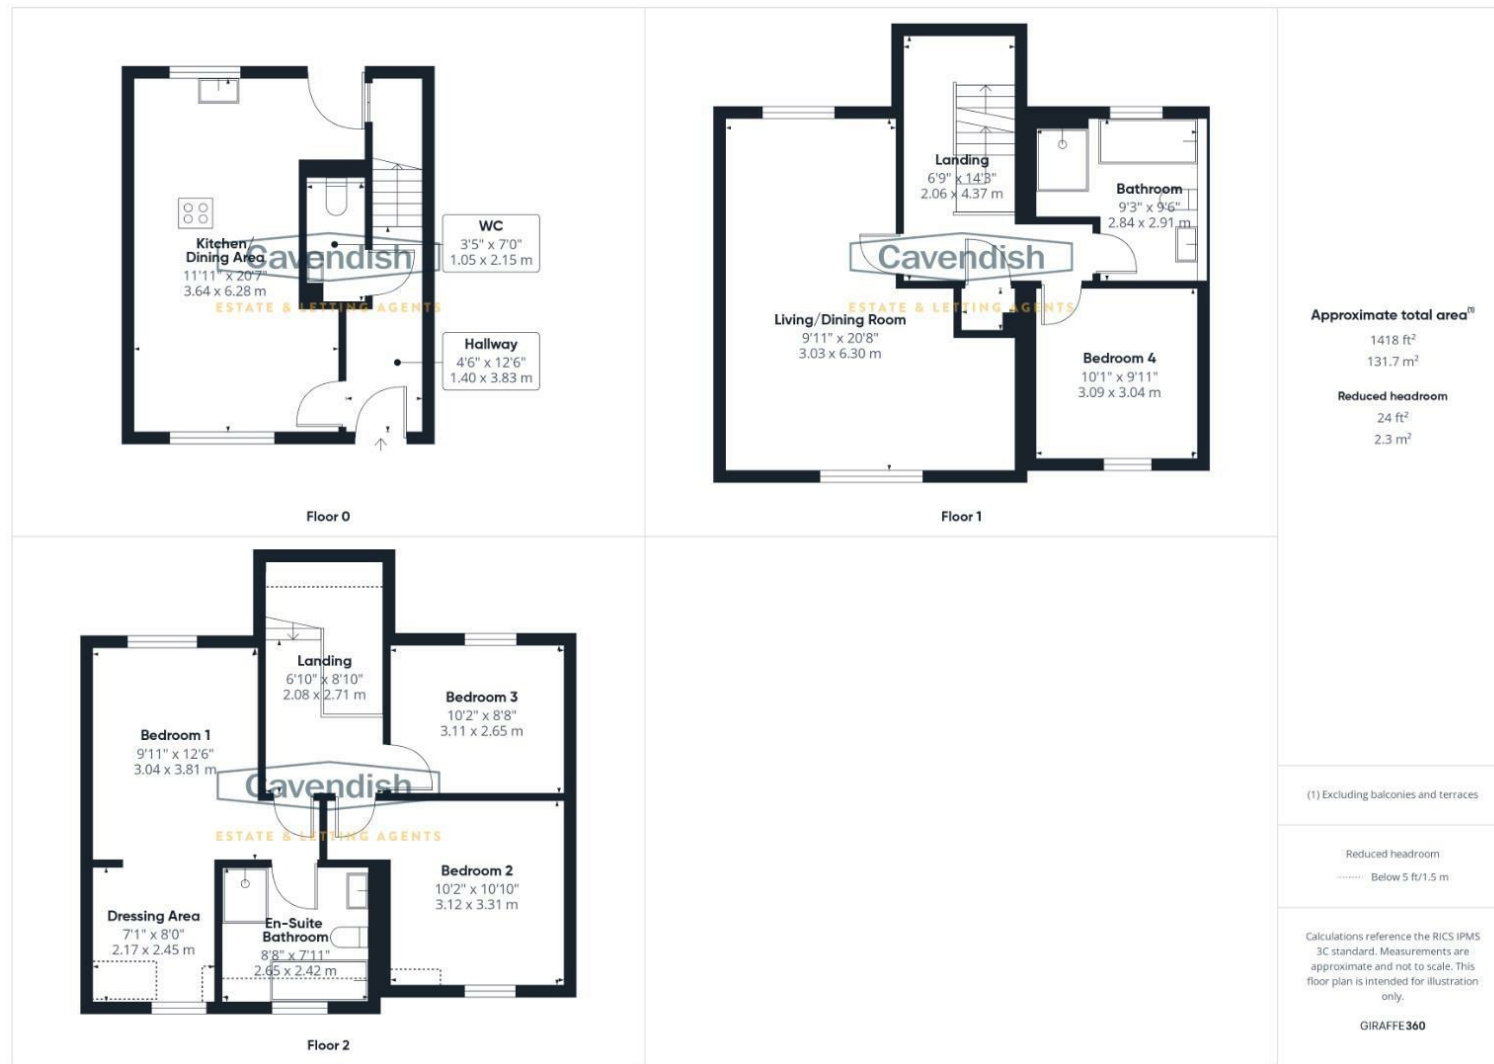 Kitchen/
Dining Area
11'11" x 20'7"
3.64 x 6.28 m
WC
3'5" x 7'0"
1.05 x 2.15 m
Hallway
4'6" x 12'6"
1.40 x 3.83 m
Cavendish
ESTATE & LETTING AGENTS
Floor 0
Landing
6'9" x 14'3"
2.06 x 4.37 m
Bathroom
9'3" x 9'6"
2.84 x 2.91 m
Cavendish
ESTATE & LETTING AGENTS
Living/Dining Room
9'11" x 20'8"
3.03 x 6.30 m
Bedroom 4
10'1" x 9'11"
3.09 x 3.04 m
Floor 1
Landing
6'10" x 8'10"
2.08 x 2.71 m
Bedroom 3
10'2" x 8'8"
3.11 x 2.65 m
Bedroom 1
9'11" x 12'6"
3.04 x 3.81 m
Cavendish
ESTATE & LETTING AGENTS
Bedroom 2
10'2" x 10'10"
3.12 x 3.31 m
Dressing Area
7'1" x 8'0"
2.17 x 2.45 m
En-Suite
Bathroom
8'8" x 7'11"
2.65 x 2.42 m
Floor 2
Approximate total area(1)
1418 ft²
131.7 m²
Reduced headroom
24 ft²
2.3 m²
(1) Excluding balconies and terraces
Reduced headroom
Below 5 ft/1.5 m
Calculations reference the RICS IPMS
3C standard. Measurements are
approximate and not to scale. This
floor plan is intended for illustration
only.
GIRAFFE360